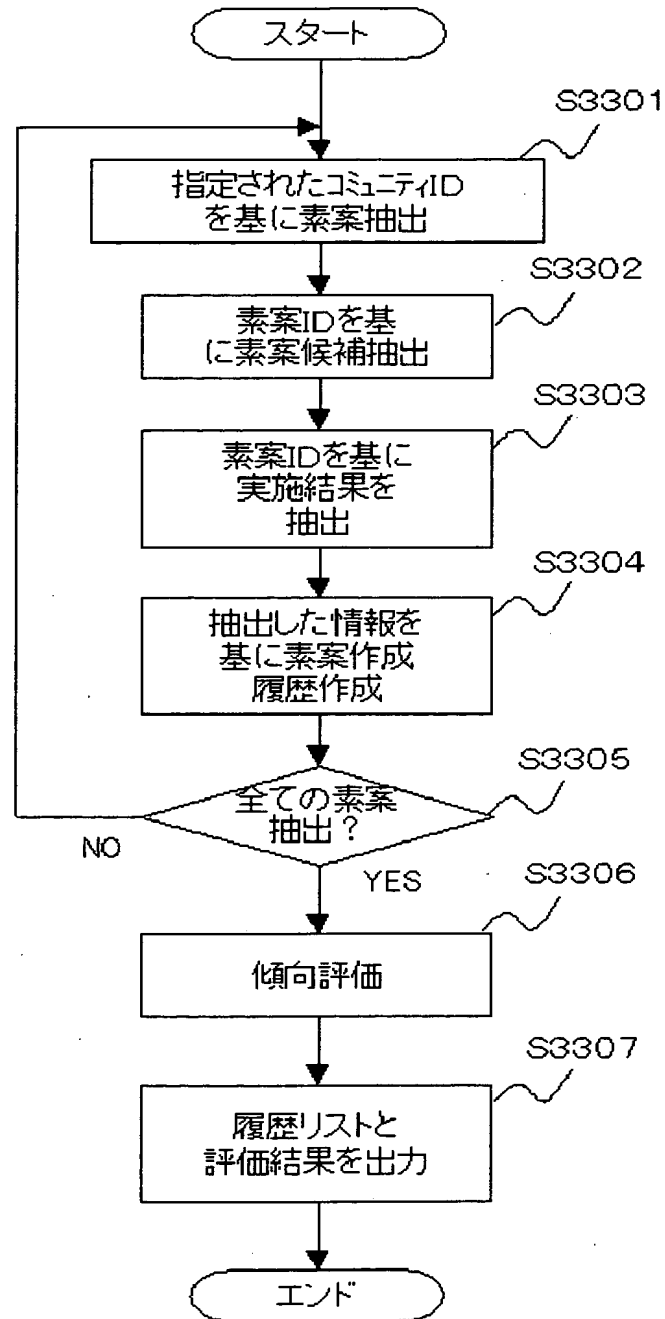 スタート
S3301
指定されたコミュニティID
を基に素案抽出
S3302
素案IDを基
に素案候補抽出
S3303
素案IDを基に
実施結果を
抽出
S3304
抽出した情報を
基に素案作成
履歴作成
S3305
全ての素案
抽出？
NO
YES
S3306
傾向評価
S3307
履歴リストと
評価結果を出力
エンド